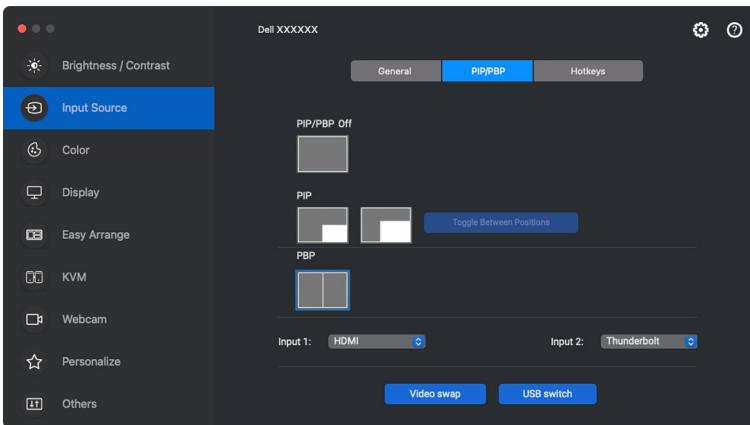 Dell XXXXXX
Brightness / Contrast
Input Source
Color
Display
Easy Arrange
KVM
Webcam
Personalize
Others
General
PIP/PBP
Hotkeys
PIP/PBP Off
PIP
Toggle Between Positions
PBP
Input 1: HDMI
Input 2: Thunderbolt
Video swap
USB switch